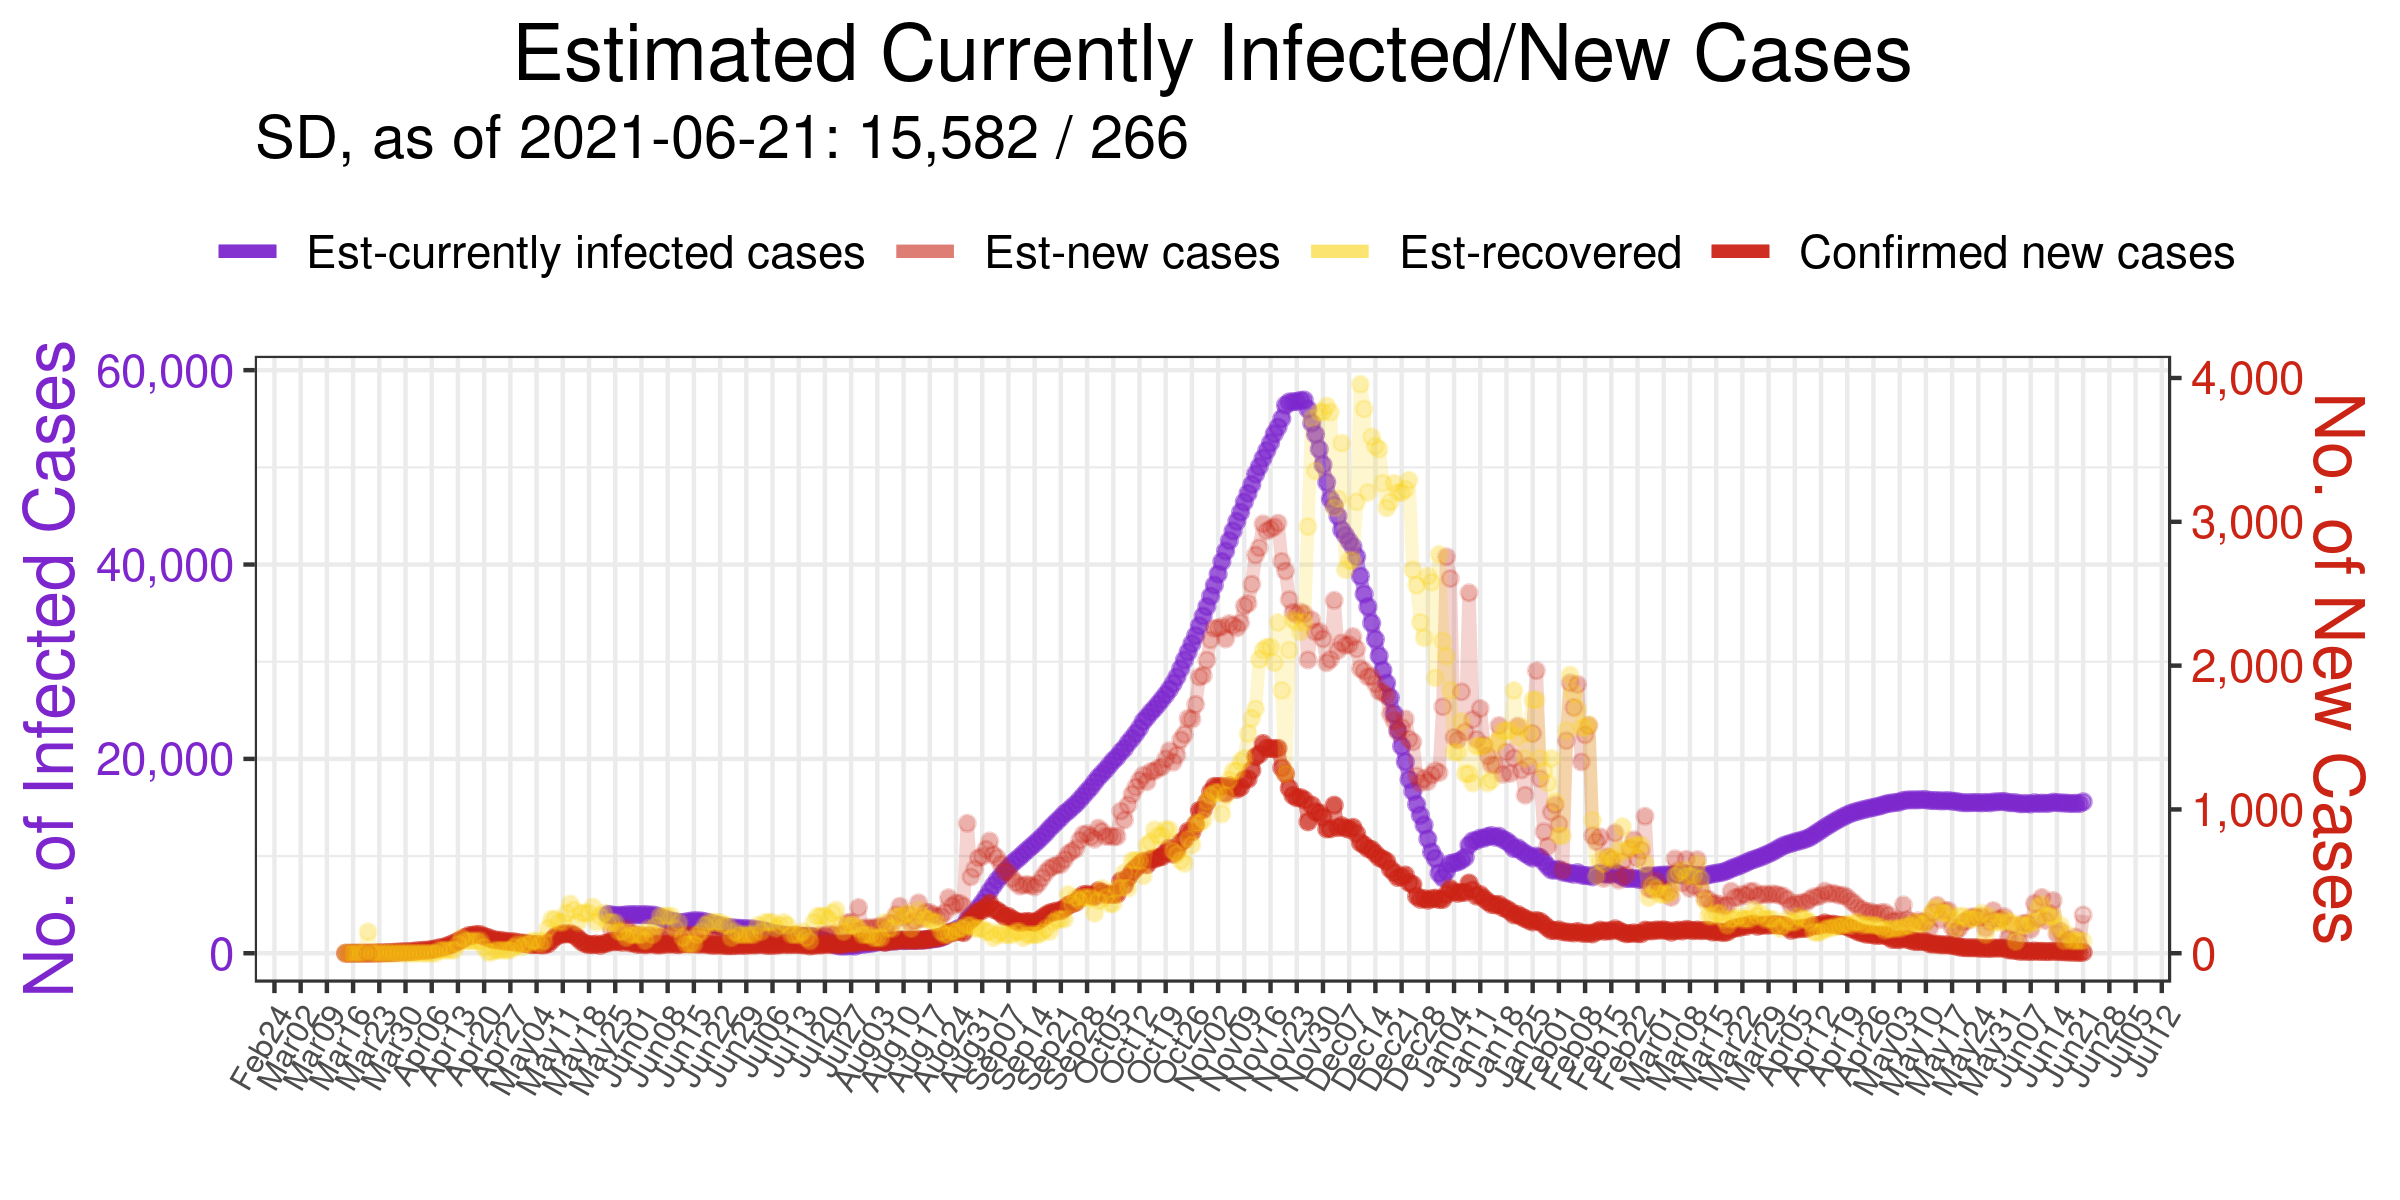 Estimated Currently Infected/New Cases
SD, as of 2021-06-21: 15,582 / 266
Est-currently infected cases
Est-new cases
Est-recovered
Confirmed new cases
No. of Infected Cases
60,000
40,000
20,000
0
4,000
3,000
2,000
1,000
0
No. of New Cases
Feb24
Mar02
Mar09
Mar16
Mar23
Mar30
Apr06
Apr13
Apr20
Apr27
May04
May11
May18
May25
Jun01
Jun08
Jun15
Jun22
Jun29
Jul06
Jul13
Jul20
Jul27
Aug03
Aug10
Aug17
Aug24
Aug31
Sep07
Sep14
Sep21
Sep28
Oct05
Oct12
Oct19
Oct26
Nov02
Nov09
Nov16
Nov23
Nov30
Dec07
Dec14
Dec21
Dec28
Jan04
Jan11
Jan18
Jan25
Feb01
Feb08
Feb15
Feb22
Mar01
Mar08
Mar15
Mar22
Mar29
Apr05
Apr12
Apr19
Apr26
May03
May10
May17
May24
May31
Jun07
Jun14
Jun21
Jun28
Jul05
Jul12